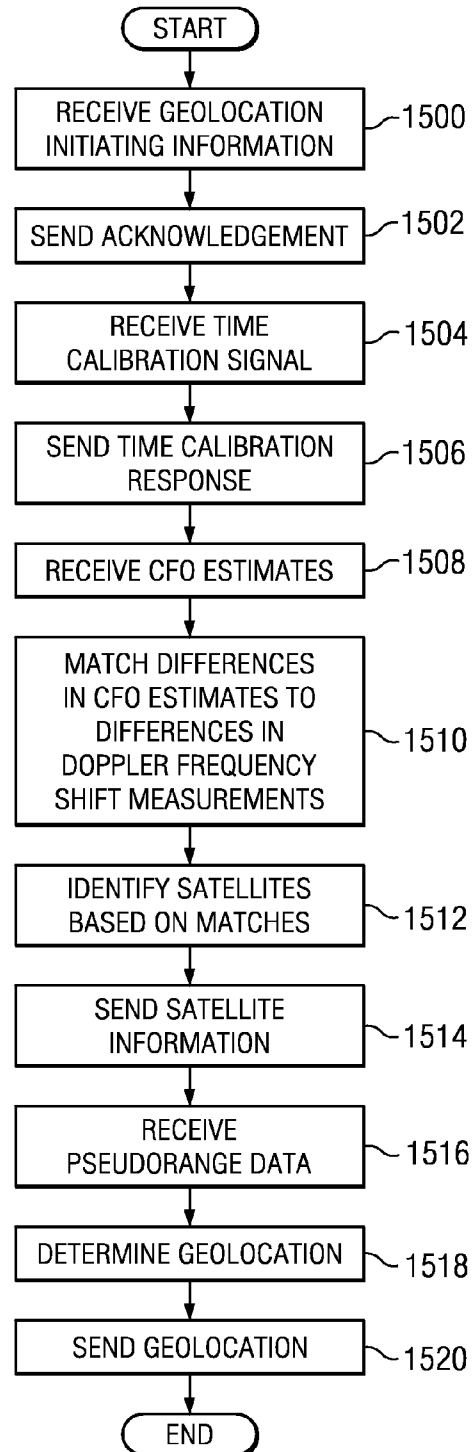 START
RECEIVE GEOLOCATION
INITIATING INFORMATION
1500
SEND ACKNOWLEDGEMENT
1502
RECEIVE TIME
CALIBRATION SIGNAL
1504
SEND TIME CALIBRATION
RESPONSE
1506
RECEIVE CFO ESTIMATES
1508
MATCH DIFFERENCES
IN CFO ESTIMATES TO
DIFFERENCES IN
DOPPLER FREQUENCY
SHIFT MEASUREMENTS
1510
IDENTIFY SATELLITES
BASED ON MATCHES
1512
SEND SATELLITE
INFORMATION
1514
RECEIVE
PSEUDORANGE DATA
1516
DETERMINE GEOLOCATION
1518
SEND GEOLOCATION
1520
END